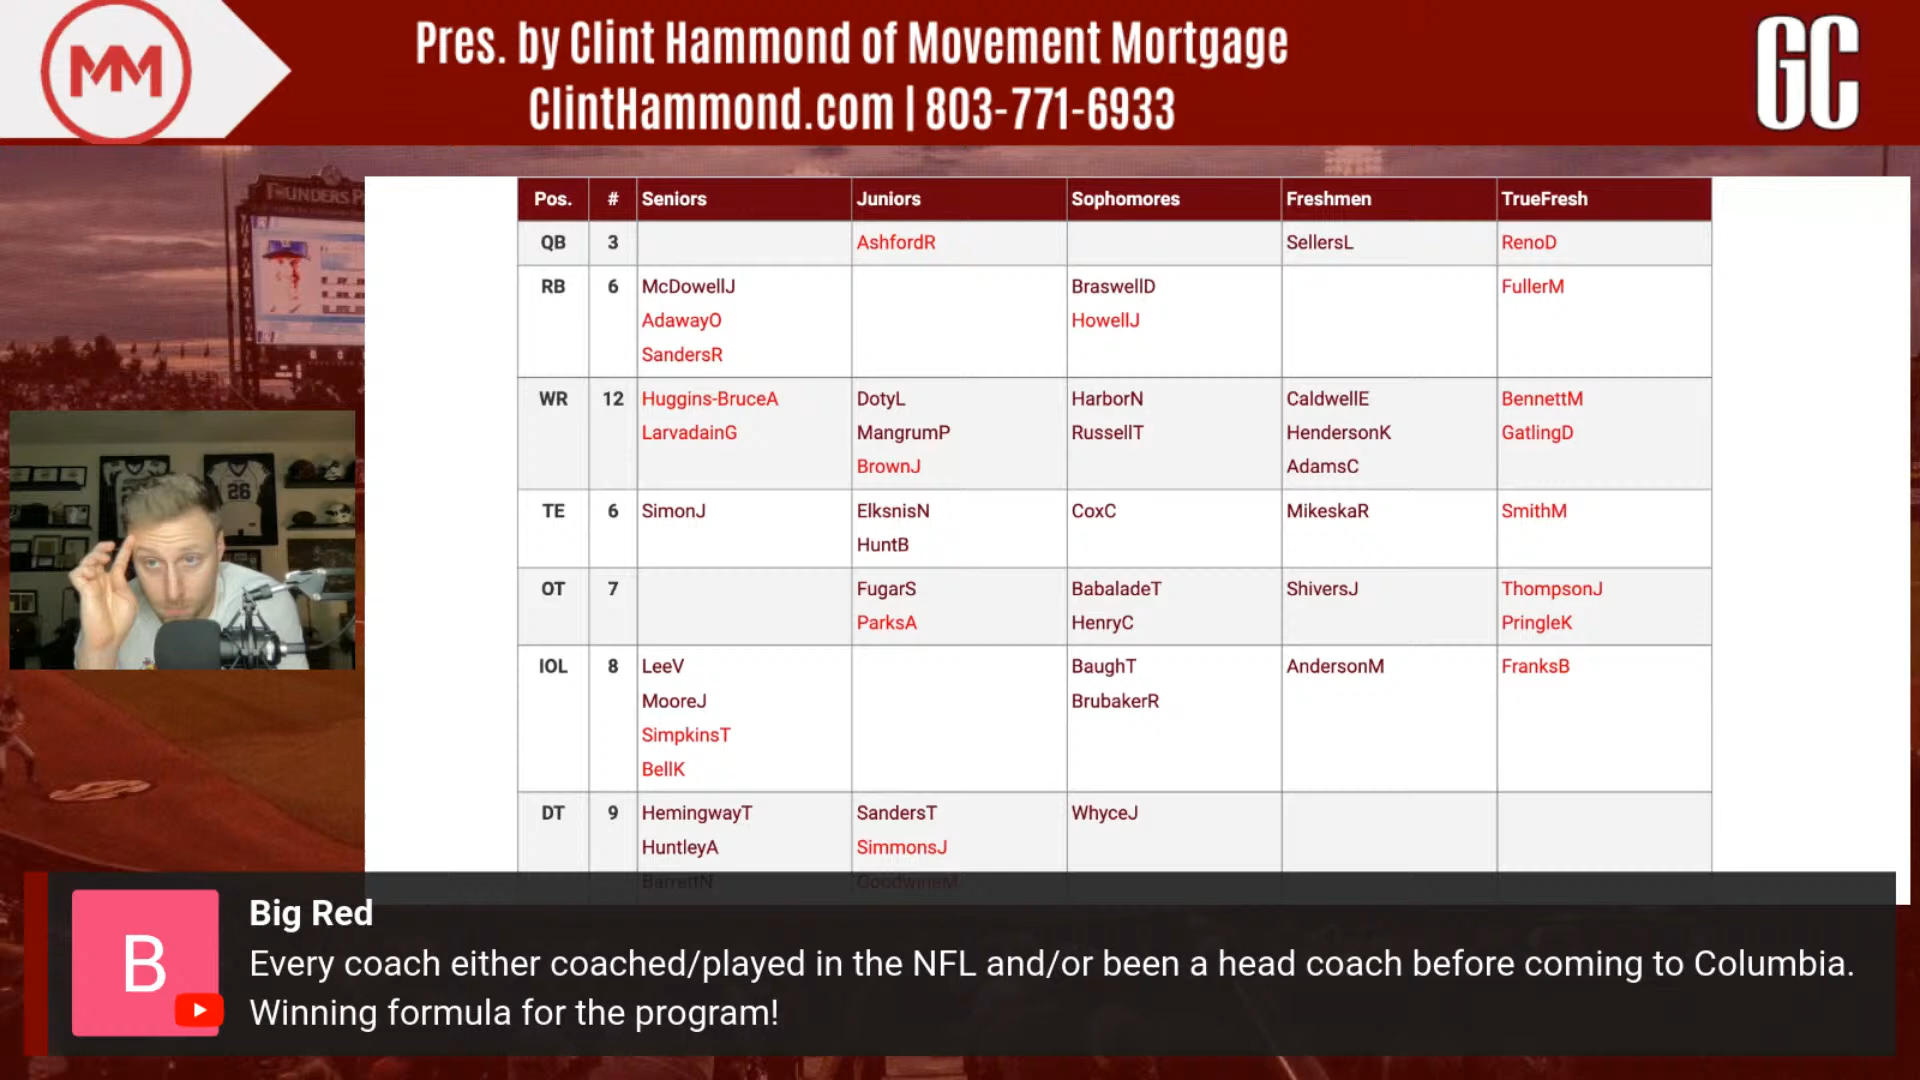 MM
Pres. by Clint Hammond of Movement Mortgage
ClintHammond.com | 803-771-6933
GC
FOUNDERS P
26
Pos. # Seniors Juniors Sophomores Freshmen TrueFresh
QB 3 AshfordR SellersL RenoD
RB 6 McDowellJ BraswellD FullerM
AdawayO HowellJ
SandersR
WR 12 Huggins-BruceA DotyL HarborN CaldwellE BennettM
LarvadainG MangrumP RussellT HendersonK GatlingD
BrownJ AdamsC
TE 6 SimonJ ElksnisN CoxC MikeskaR SmithM
HuntB
OT 7 FugarS BabaladeT ShiversJ ThompsonJ
ParksA HenryC PringleK
IOL 8 LeeV BaughT AndersonM FranksB
MooreJ BrubakerR
SimpkinsT
BellK
DT 9 HemingwayT SandersT WhyceJ
HuntleyA SimmonsJ
BarrettN GoodwineM
B
Big Red
Every coach either coached/played in the NFL and/or been a head coach before coming to Columbia.
Winning formula for the program!